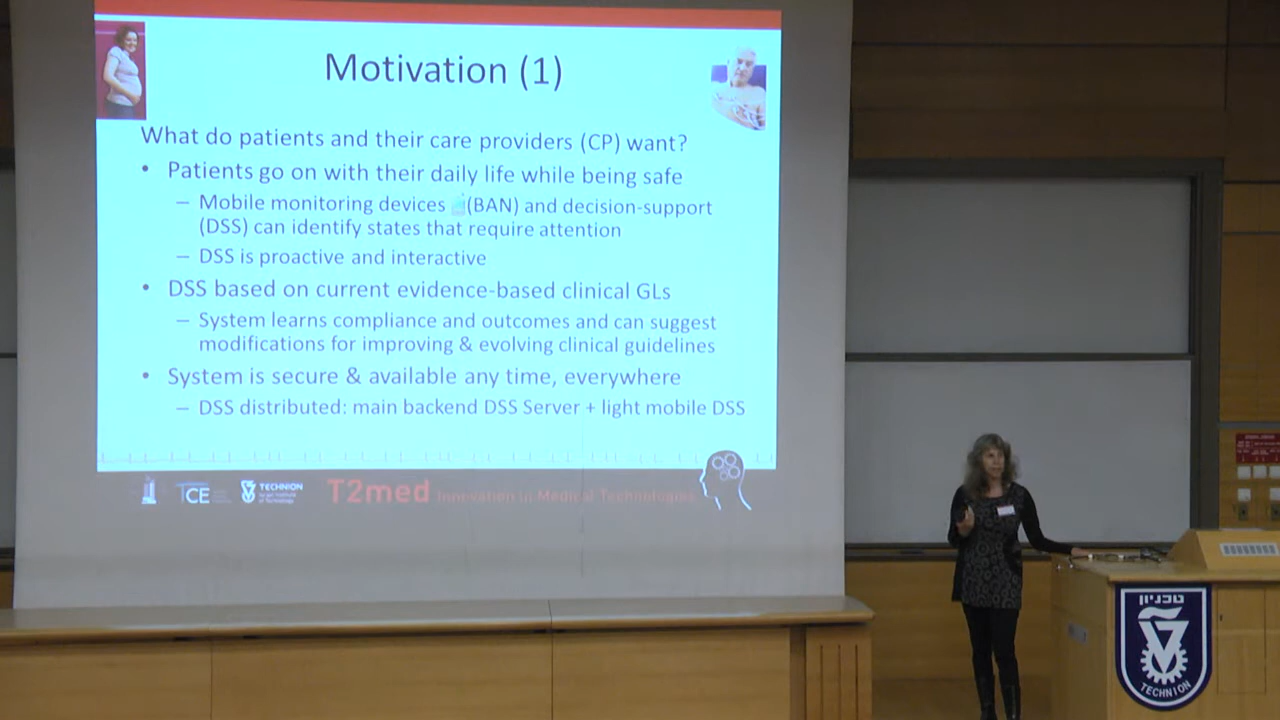 Motivation (1)
What do patients and their care providers (CP) want?
• Patients go on with their daily life while being safe
– Mobile monitoring devices (BAN) and decision-support
(DSS) can identify states that require attention
– DSS is proactive and interactive
• DSS based on current evidence-based clinical GLs
– System learns compliance and outcomes and can suggest
modifications for improving & evolving clinical guidelines
• System is secure & available any time, everywhere
– DSS distributed: main backend DSS Server + light mobile DSS
TCE
TECHNION
Israel Institute
of Technology
T2med Innovation in Medical Technologies
טכניון
TECHNION